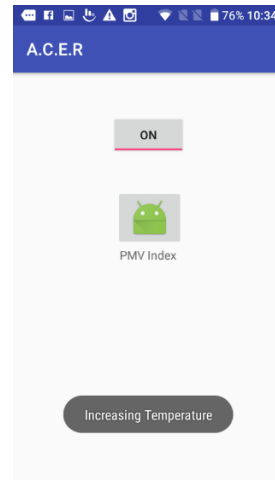 76% 10:34
A.C.E.R
ON
PMV Index
Increasing Temperature